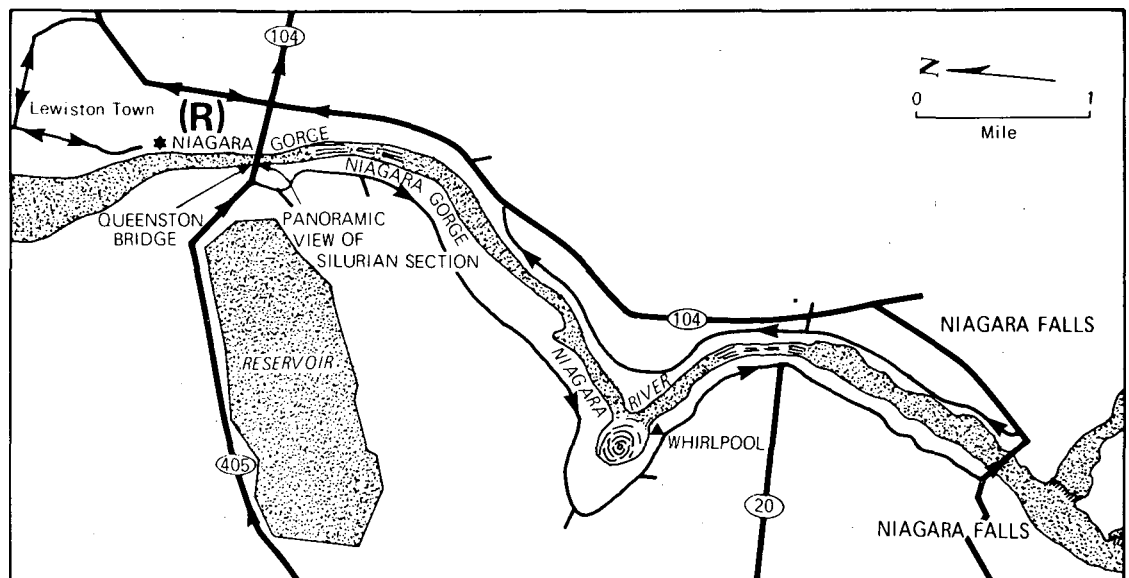 104
N
0 1
Mile
Lewiston Town
(R)
NIAGARA GORGE
NIAGARA GORGE
QUEENSTON
BRIDGE
PANORAMIC
VIEW OF
SILURIAN SECTION
RESERVOIR
104
NIAGARA FALLS
NIAGARA
RIVER
WHIRLPOOL
405
20
NIAGARA FALLS